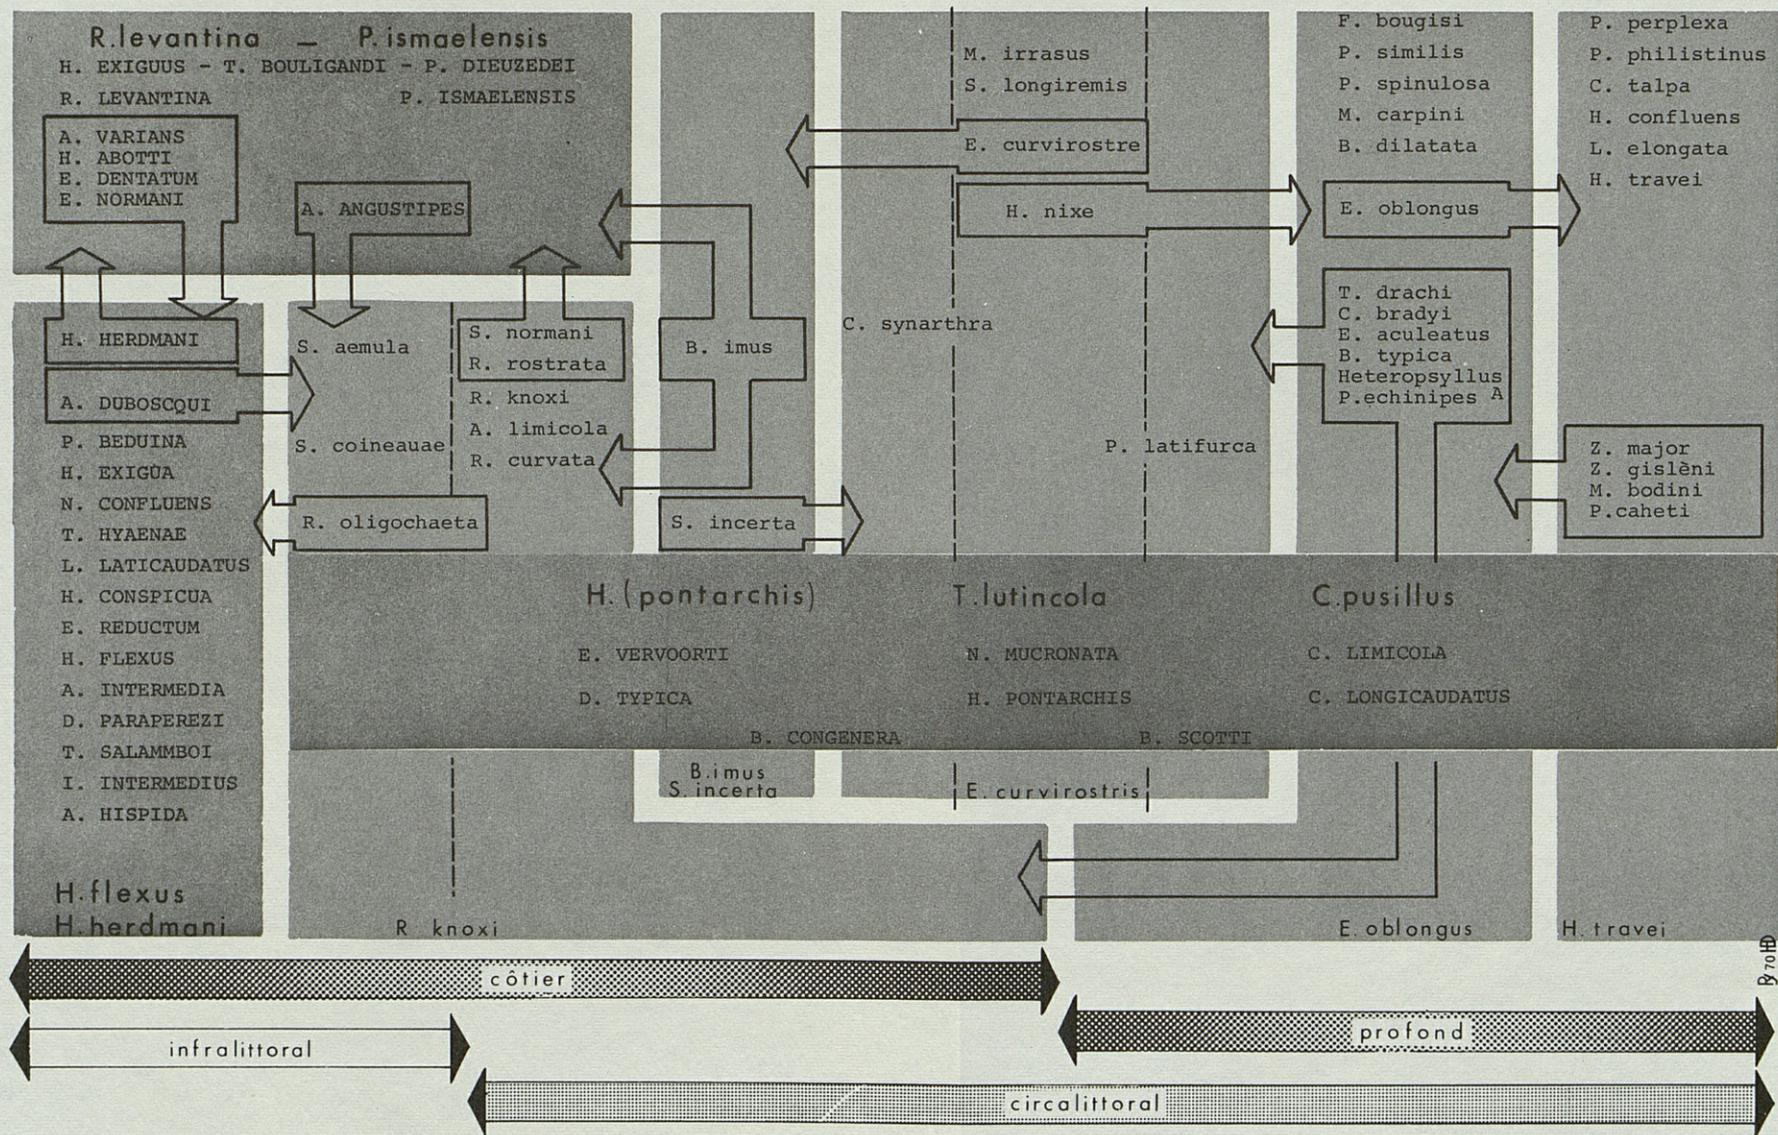 R.levantina – P.ismaelensis
H. EXIGUUS - T. BOULIGANDI - P. DIEUZEDEI
R. LEVANTINA P. ISMAELENSIS
A. VARIANS
H. ABOTTI
E. DENTATUM
E. NORMANI
A. ANGUSTIPES
H. HERDMANI
A. DUBOSCQUI
P. BEDUINA
H. EXIGUA
N. CONFLUENS
T. HYAENAE
L. LATICAUDATUS
H. CONSPICUA
E. REDUCTUM
H. FLEXUS
A. INTERMEDIA
D. PARAPEREZI
T. SALAMMBOI
I. INTERMEDIUS
A. HISPIDA
H.flexus
H.herdmani
S. aemula
S. coineauae
R. oligochaeta
S. normani
R. rostrata
R. knoxi
A. limicola
R. curvata
B. imus
S. incerta
M. irrasus
S. longiremis
E. curvirostre
H. nixe
C. synarthra
P. latifurca
F. bougisi
P. similis
P. spinulosa
M. carpini
B. dilatata
E. oblongus
T. drachi
C. bradyi
E. aculeatus
B. typica
Heteropsyllus A
P.echinipes
P. perplexa
P. philistinus
C. talpa
H. confluens
L. elongata
H. travei
Z. major
Z. gislèni
M. bodini
P.caheti
H. (pontarchis) T.lutincola C.pusillus
E. VERVOORTI N. MUCRONATA C. LIMICOLA
D. TYPICA H. PONTARCHIS C. LONGICAUDATUS
B. CONGENERA B. SCOTTI
B.imus
S. incerta
E. curvirostris
R knoxi
E. oblongus
H. travei
côtier
profond
infralittoral
circalittoral